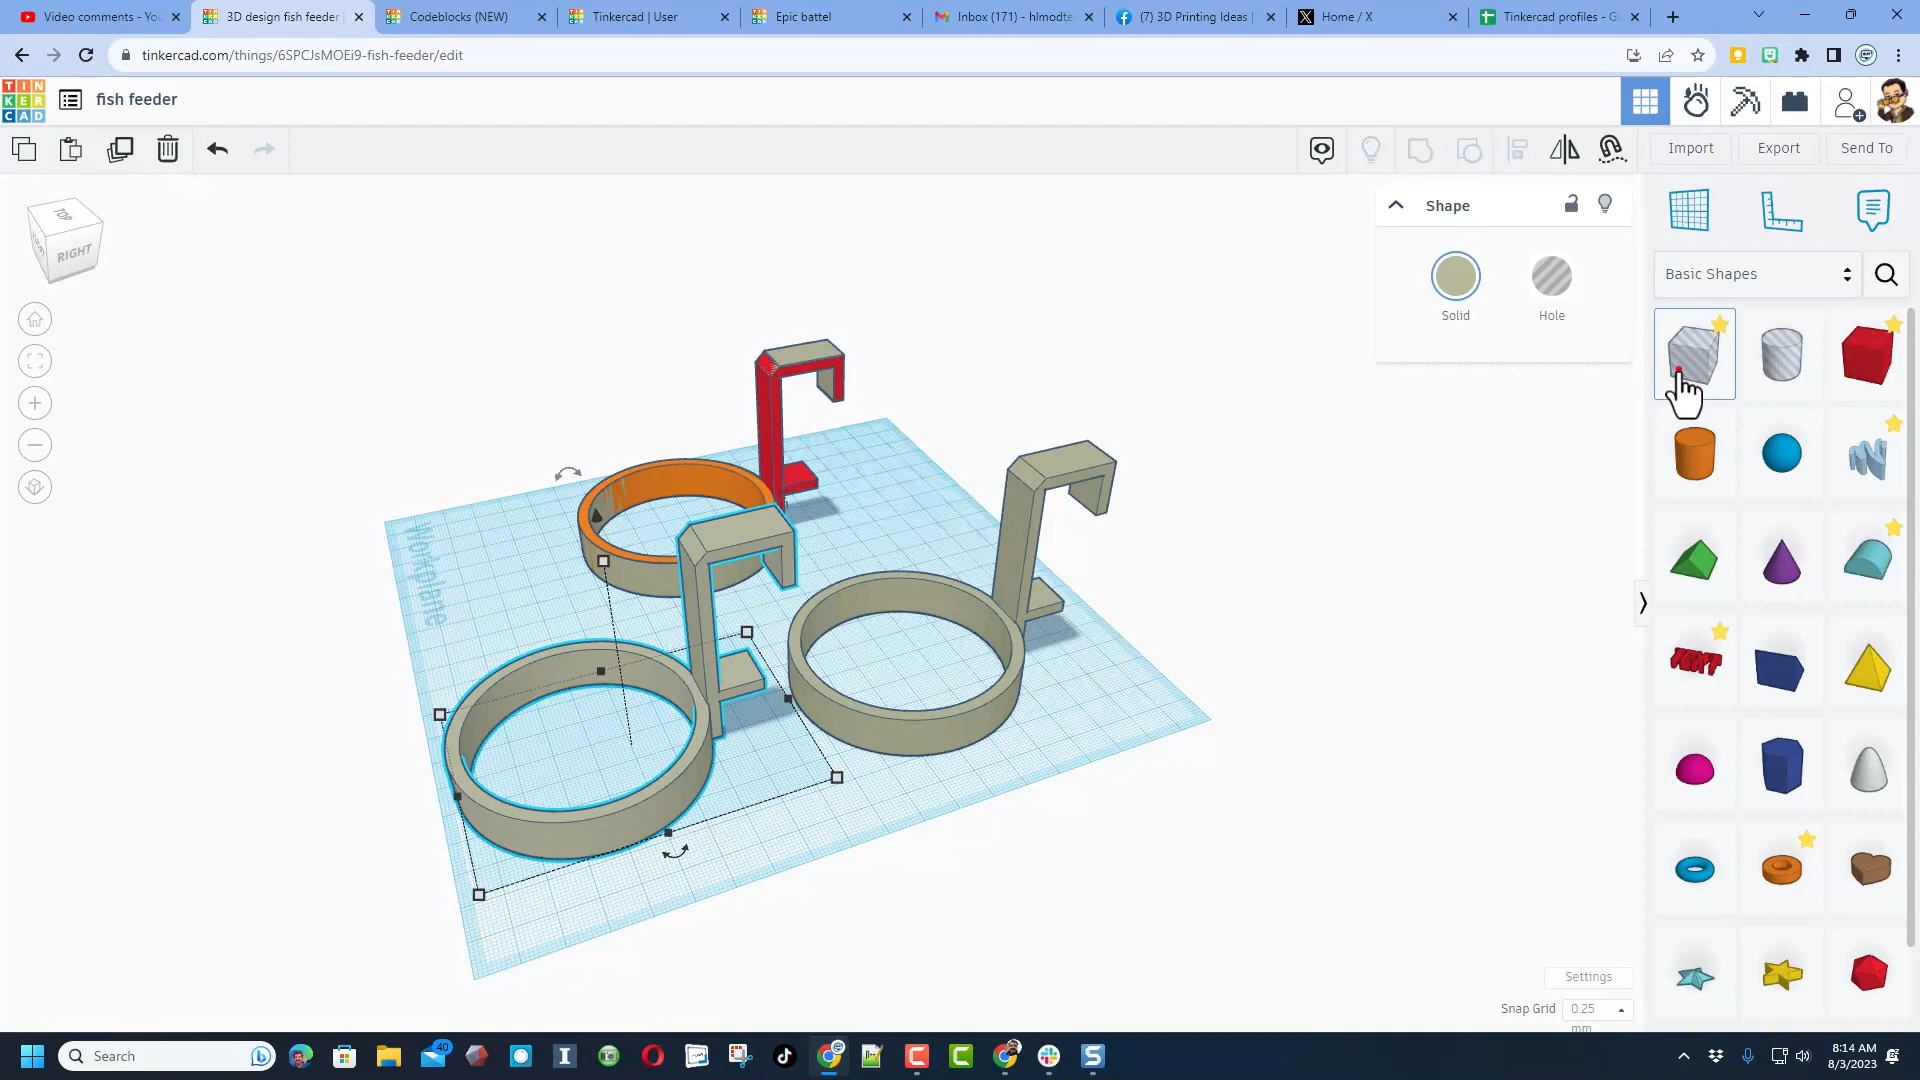 Video comments - You
3D design fish feeder
Codeblocks (NEW)
Tinkercad | User
Epic battel
Inbox (171) - hlmodte
(7) 3D Printing Ideas |
Home / X
Tinkercad profiles - G
tinkercad.com/things/6SPCJsMOEi9-fish-feeder/edit
TIN
KER
CAD
fish feeder
Import
Export
Send To
TOP
RIGHT
Shape
Solid
Hole
Basic Shapes
Workplane
Settings
Snap Grid
0.25
mm
Search
40
8:14 AM
8/3/2023